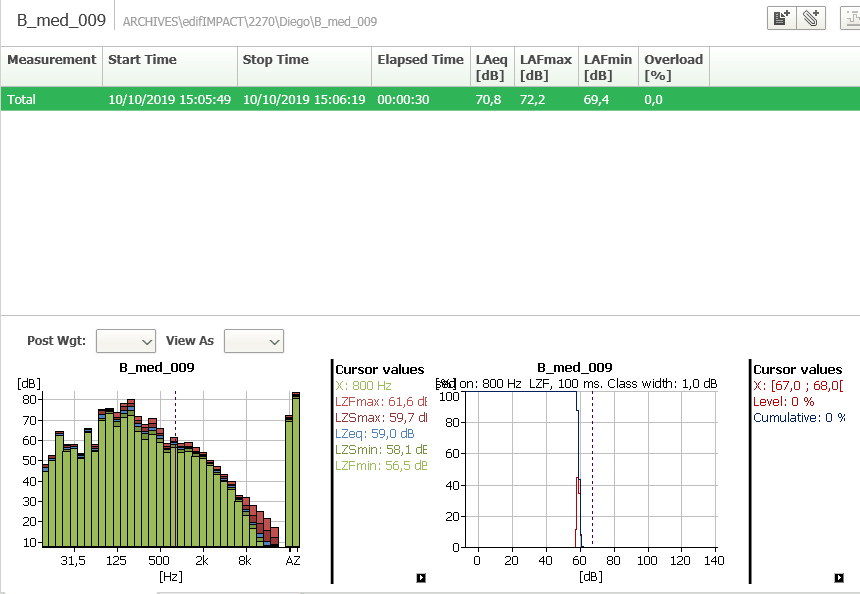 B_med_009 ARCHIVES\edifIMPACT\2270\Diego\B_med_009
Measurement Start Time Stop Time Elapsed Time LAeq [dB] LAFmax [dB] LAFmin [dB] Overload [%]
Total 10/10/2019 15:05:49 10/10/2019 15:06:19 00:00:30 70,8 72,2 69,4 0,0
Post Wgt: View As
B_med_009
[dB]
80
70
60
50
40
30
20
10
31,5 125 500 2k 8k AZ
[Hz]
Cursor values
X: 800 Hz
LZFmax: 61,6 dB
LZSmax: 59,7 dB
LZeq: 59,0 dB
LZSmin: 58,1 dB
LZFmin: 56,5 dB
B_med_009
[%] sed on: 800 Hz LZF, 100 ms. Class width: 1,0 dB
100
80
60
40
20
0
0 20 40 60 80 100 120 140
[dB]
Cursor values
X: [67,0 ; 68,0[
Level: 0 %
Cumulative: 0 %